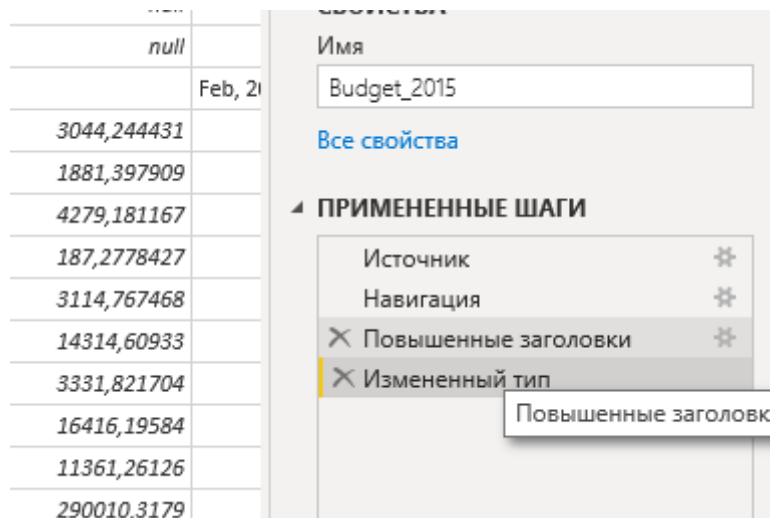 null
Имя
Feb, 20
Budget_2015
3044,244431
Все свойства
1881,397909
4279,181167
ПРИМЕНЕННЫЕ ШАГИ
187,2778427
Источник
3114,767468
Навигация
14314,60933
Повышенные заголовки
3331,821704
Измененный тип
16416,19584
Повышенные заголовк
11361,26126
290010,3179